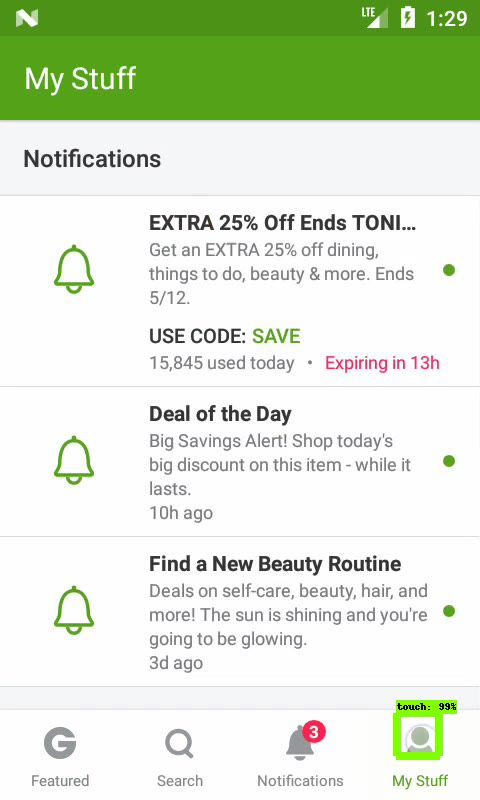 LTE 1:29
My Stuff
Notifications
EXTRA 25% Off Ends TONI…
Get an EXTRA 25% off dining,
things to do, beauty & more. Ends
5/12.
USE CODE: SAVE
15,845 used today • Expiring in 13h
Deal of the Day
Big Savings Alert! Shop today's
big discount on this item - while it
lasts.
10h ago
Find a New Beauty Routine
Deals on self-care, beauty, hair, and
more! The sun is shining and you're
going to be glowing.
3d ago
touch: 99%
G 3
Featured Search Notifications My Stuff